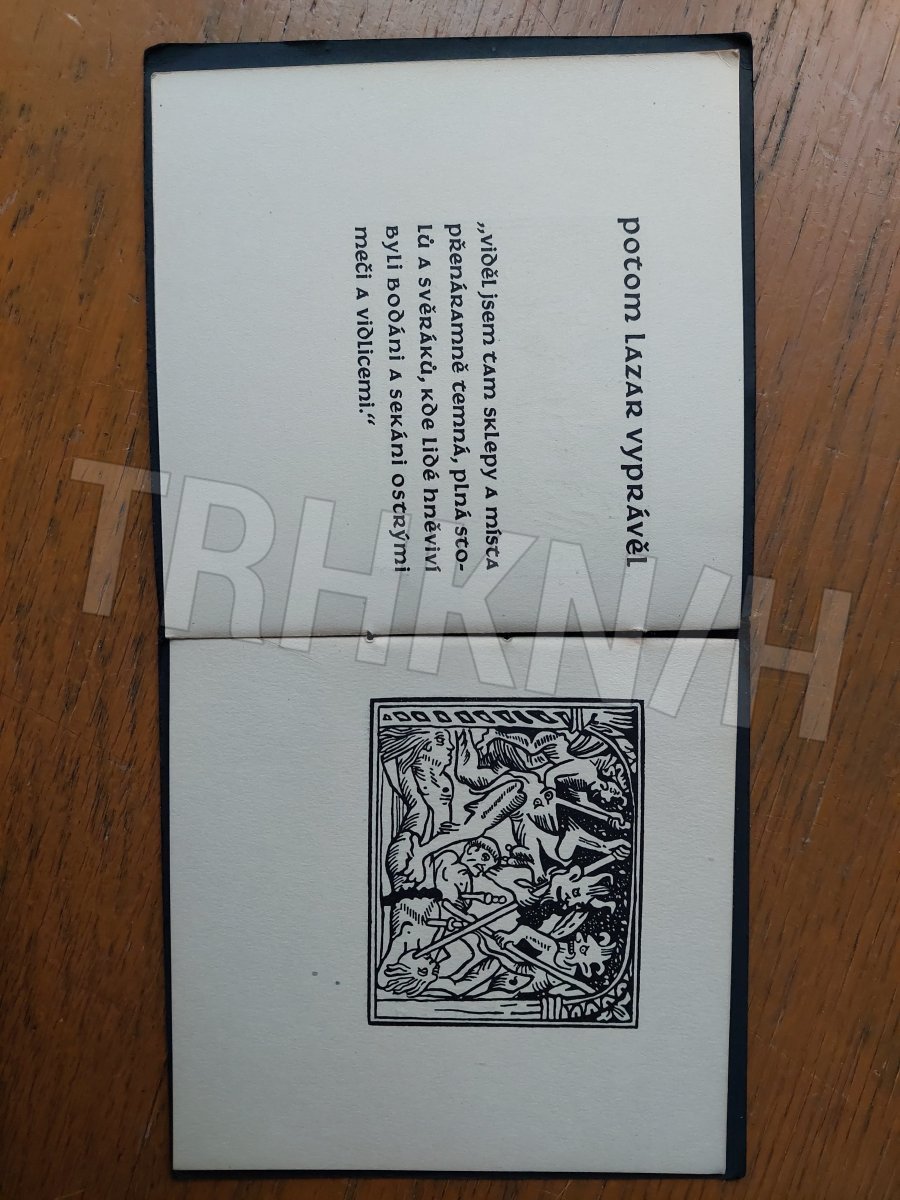 potom Lazar vyprávěl
„Viděl jsem tam sklepy a místa
přenáramně temná, plná sto-
lů a svěráků, kde lidé hněviví
byli bodáni a sekáni ostrými
meči a vidlicemi.“
TRHKNIH